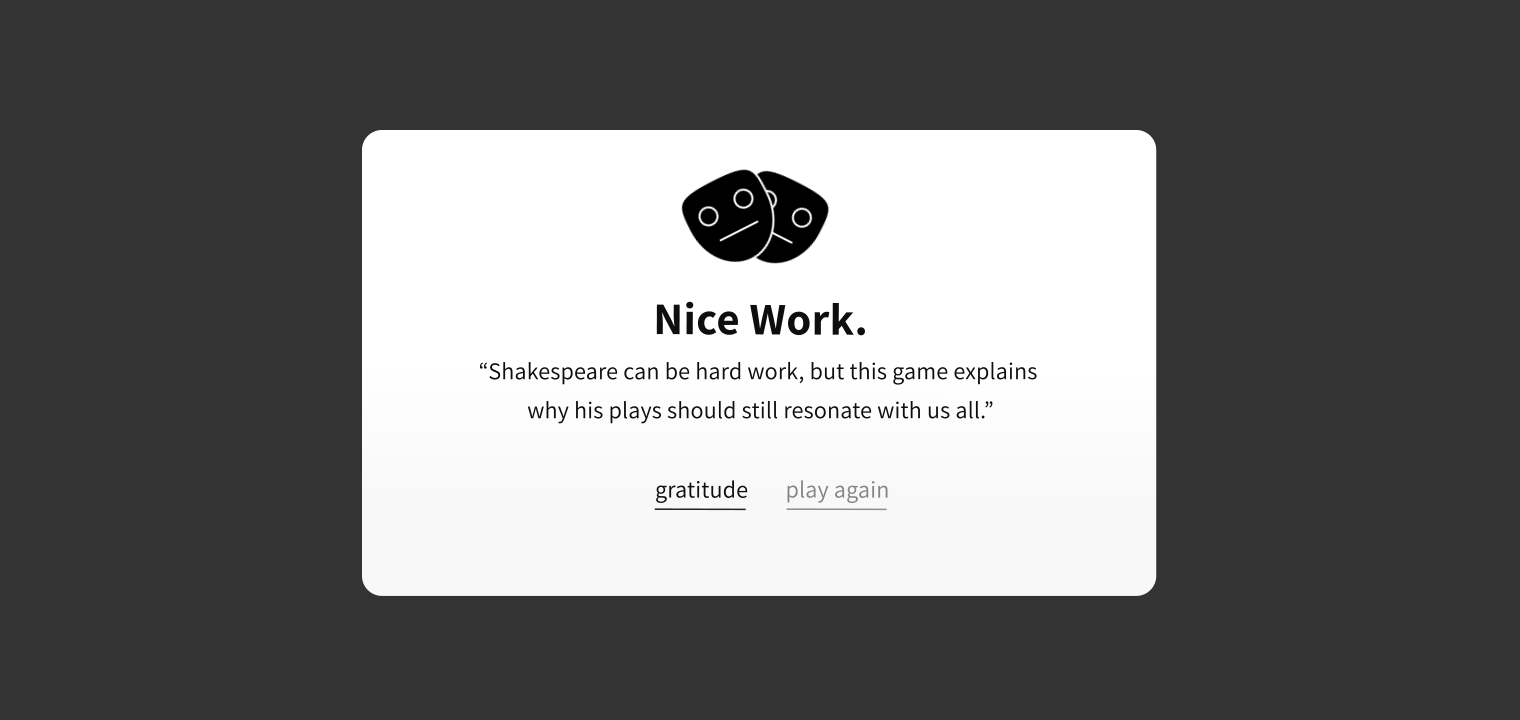 Nice Work.
“Shakespeare can be hard work, but this game explains
why his plays should still resonate with us all.”
gratitude play again